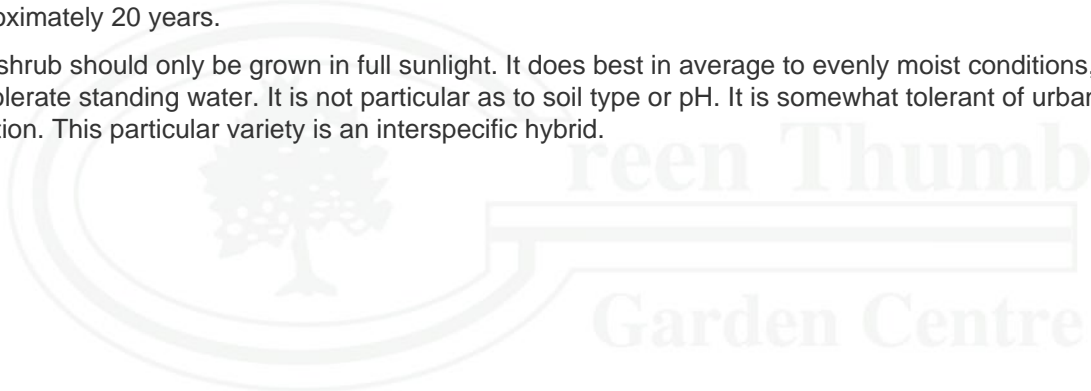 oximately 20 years.
shrub should only be grown in full sunlight. It does best in average to evenly moist conditions,
olerate standing water. It is not particular as to soil type or pH. It is somewhat tolerant of urban
tion. This particular variety is an interspecific hybrid.
reen Thumb
Garden Centre